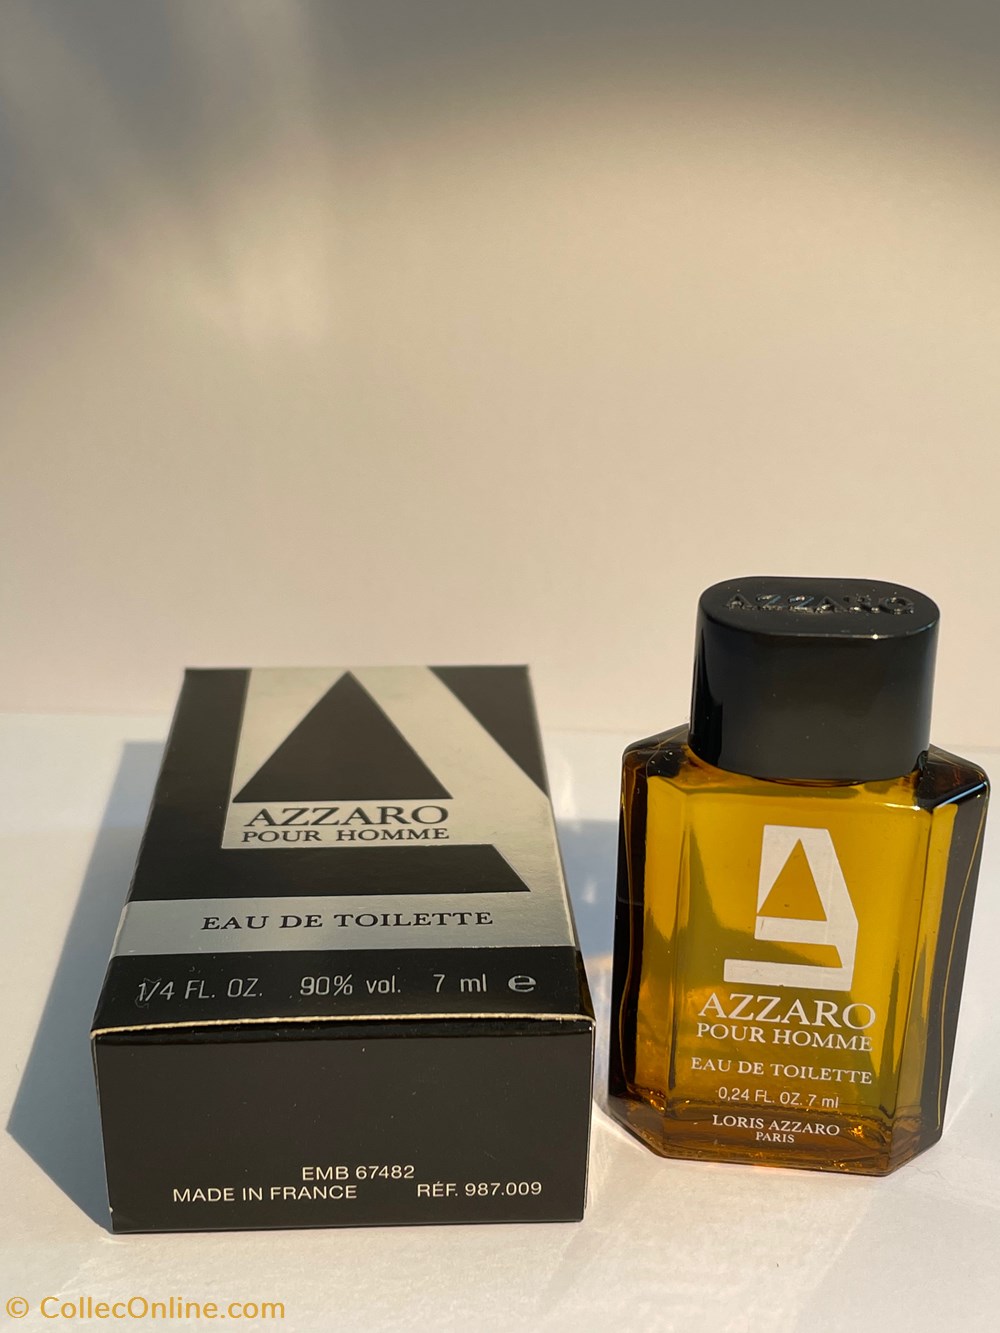 AZZARO
POUR HOMME
EAU DE TOILETTE
1/4 FL. OZ. 90% vol. 7 ml ℮
EMB 67482
MADE IN FRANCE RÉF. 987.009
AZZARO
AZZARO
POUR HOMME
EAU DE TOILETTE
0,24 FL. OZ. 7 ml
LORIS AZZARO
PARIS
© CollecOnline.com